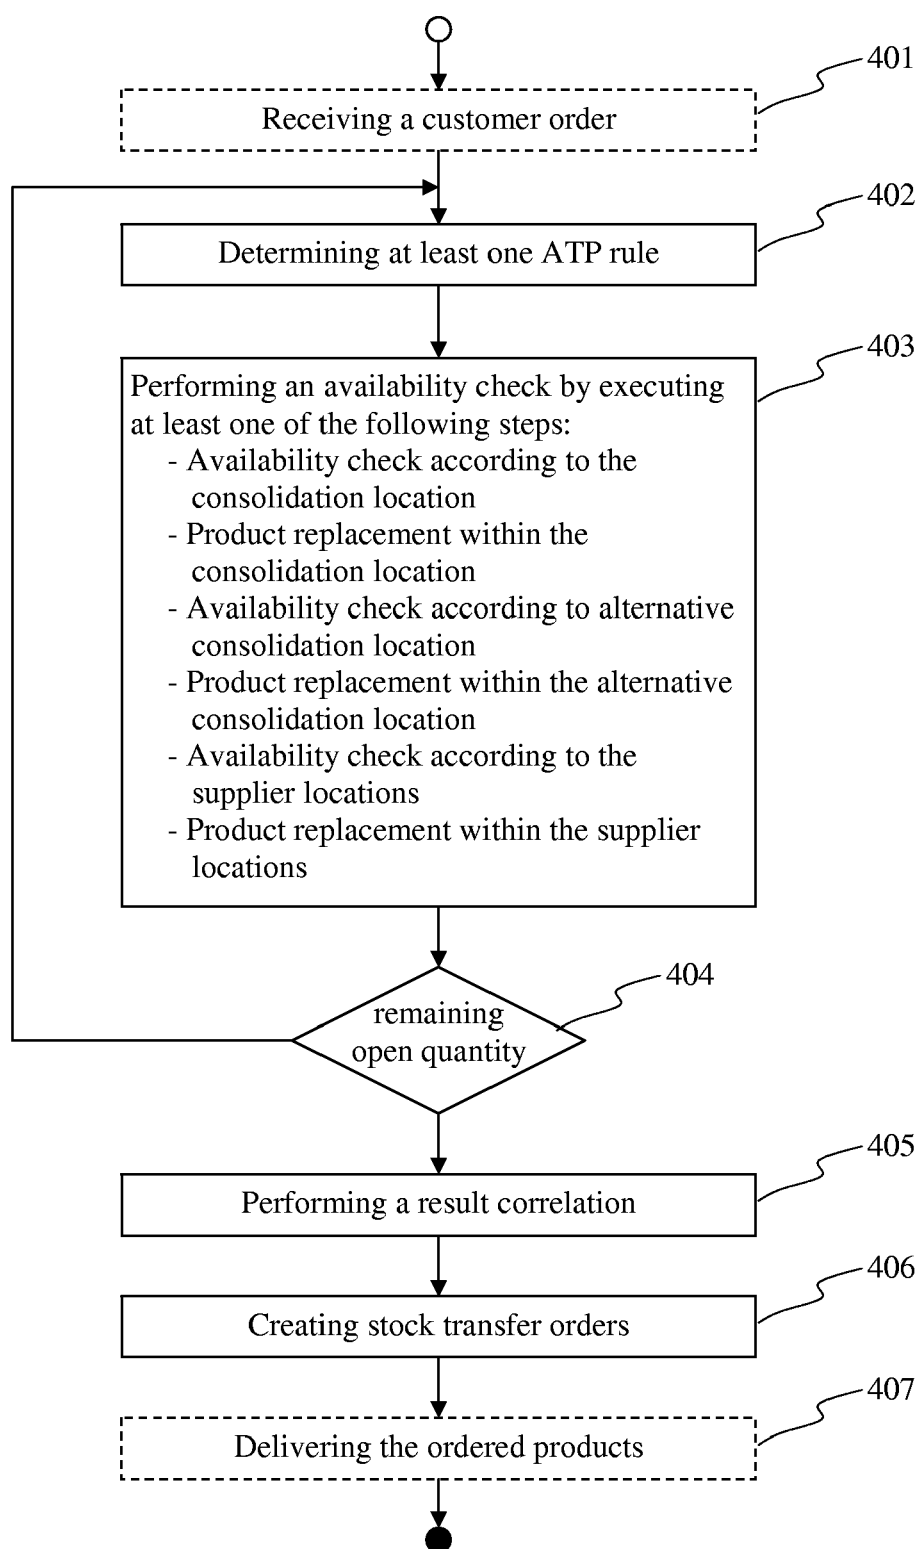 401
Receiving a customer order
402
Determining at least one ATP rule
403
Performing an availability check by executing
at least one of the following steps:
- Availability check according to the
consolidation location
- Product replacement within the
consolidation location
- Availability check according to alternative
consolidation location
- Product replacement within the alternative
consolidation location
- Availability check according to the
supplier locations
- Product replacement within the supplier
locations
404
remaining
open quantity
405
Performing a result correlation
406
Creating stock transfer orders
407
Delivering the ordered products